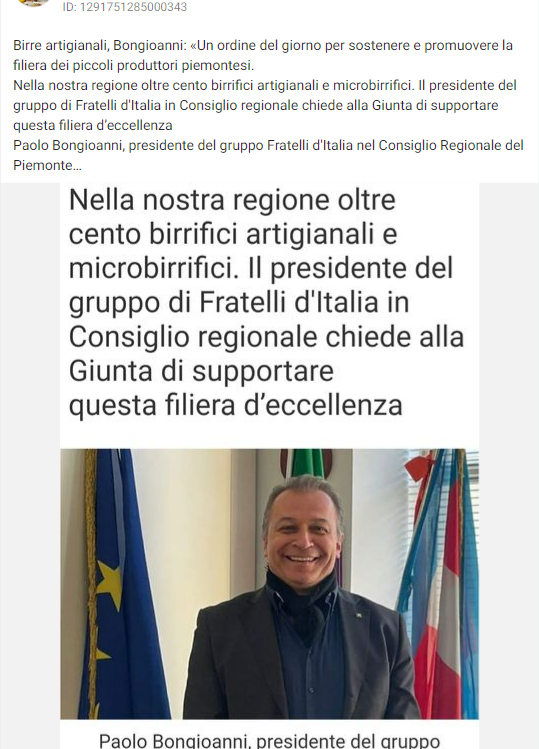 ID: 1291751285000343
Birre artigianali, Bongioanni: «Un ordine del giorno per sostenere e promuovere la
filiera dei piccoli produttori piemontesi.
Nella nostra regione oltre cento birrifici artigianali e microbirrifici. Il presidente del
gruppo di Fratelli d'Italia in Consiglio regionale chiede alla Giunta di supportare
questa filiera d’eccellenza
Paolo Bongioanni, presidente del gruppo Fratelli d'Italia nel Consiglio Regionale del
Piemonte…
Nella nostra regione oltre
cento birrifici artigianali e
microbirrifici. Il presidente del
gruppo di Fratelli d'Italia in
Consiglio regionale chiede alla
Giunta di supportare
questa filiera d’eccellenza
Paolo Bongioanni, presidente del gruppo